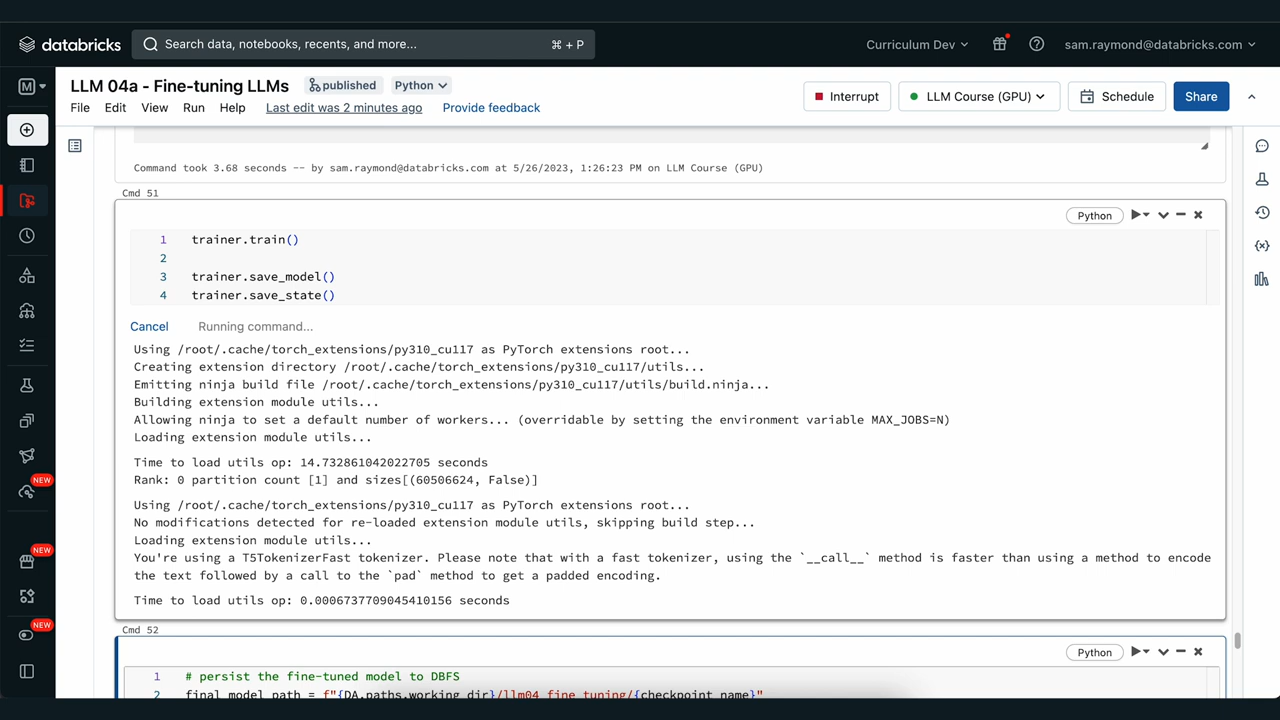 databricks
Search data, notebooks, recents, and more... ⌘ + P
Curriculum Dev
sam.raymond@databricks.com
M
LLM 04a - Fine-tuning LLMs published Python
File Edit View Run Help Last edit was 2 minutes ago Provide feedback
Interrupt
LLM Course (GPU)
Schedule
Share
Command took 3.68 seconds -- by sam.raymond@databricks.com at 5/26/2023, 1:26:23 PM on LLM Course (GPU)
Cmd 51
Python
1 trainer.train()
2
3 trainer.save_model()
4 trainer.save_state()
Cancel Running command...
Using /root/.cache/torch_extensions/py310_cu117 as PyTorch extensions root...
Creating extension directory /root/.cache/torch_extensions/py310_cu117/utils...
Emitting ninja build file /root/.cache/torch_extensions/py310_cu117/utils/build.ninja...
Building extension module utils...
Allowing ninja to set a default number of workers... (overridable by setting the environment variable MAX_JOBS=N)
Loading extension module utils...
Time to load utils op: 14.732861042022705 seconds
Rank: 0 partition count [1] and sizes[(60506624, False)]
Using /root/.cache/torch_extensions/py310_cu117 as PyTorch extensions root...
No modifications detected for re-loaded extension module utils, skipping build step...
Loading extension module utils...
You're using a T5TokenizerFast tokenizer. Please note that with a fast tokenizer, using the `__call__` method is faster than using a method to encode
the text followed by a call to the `pad` method to get a padded encoding.
Time to load utils op: 0.0006737709045410156 seconds
NEW
NEW
NEW
Cmd 52
Python
1 # persist the fine-tuned model to DBFS
2 final_model_path = f"{DA.paths.working_dir}/llm04_fine_tuning/{checkpoint_name}"